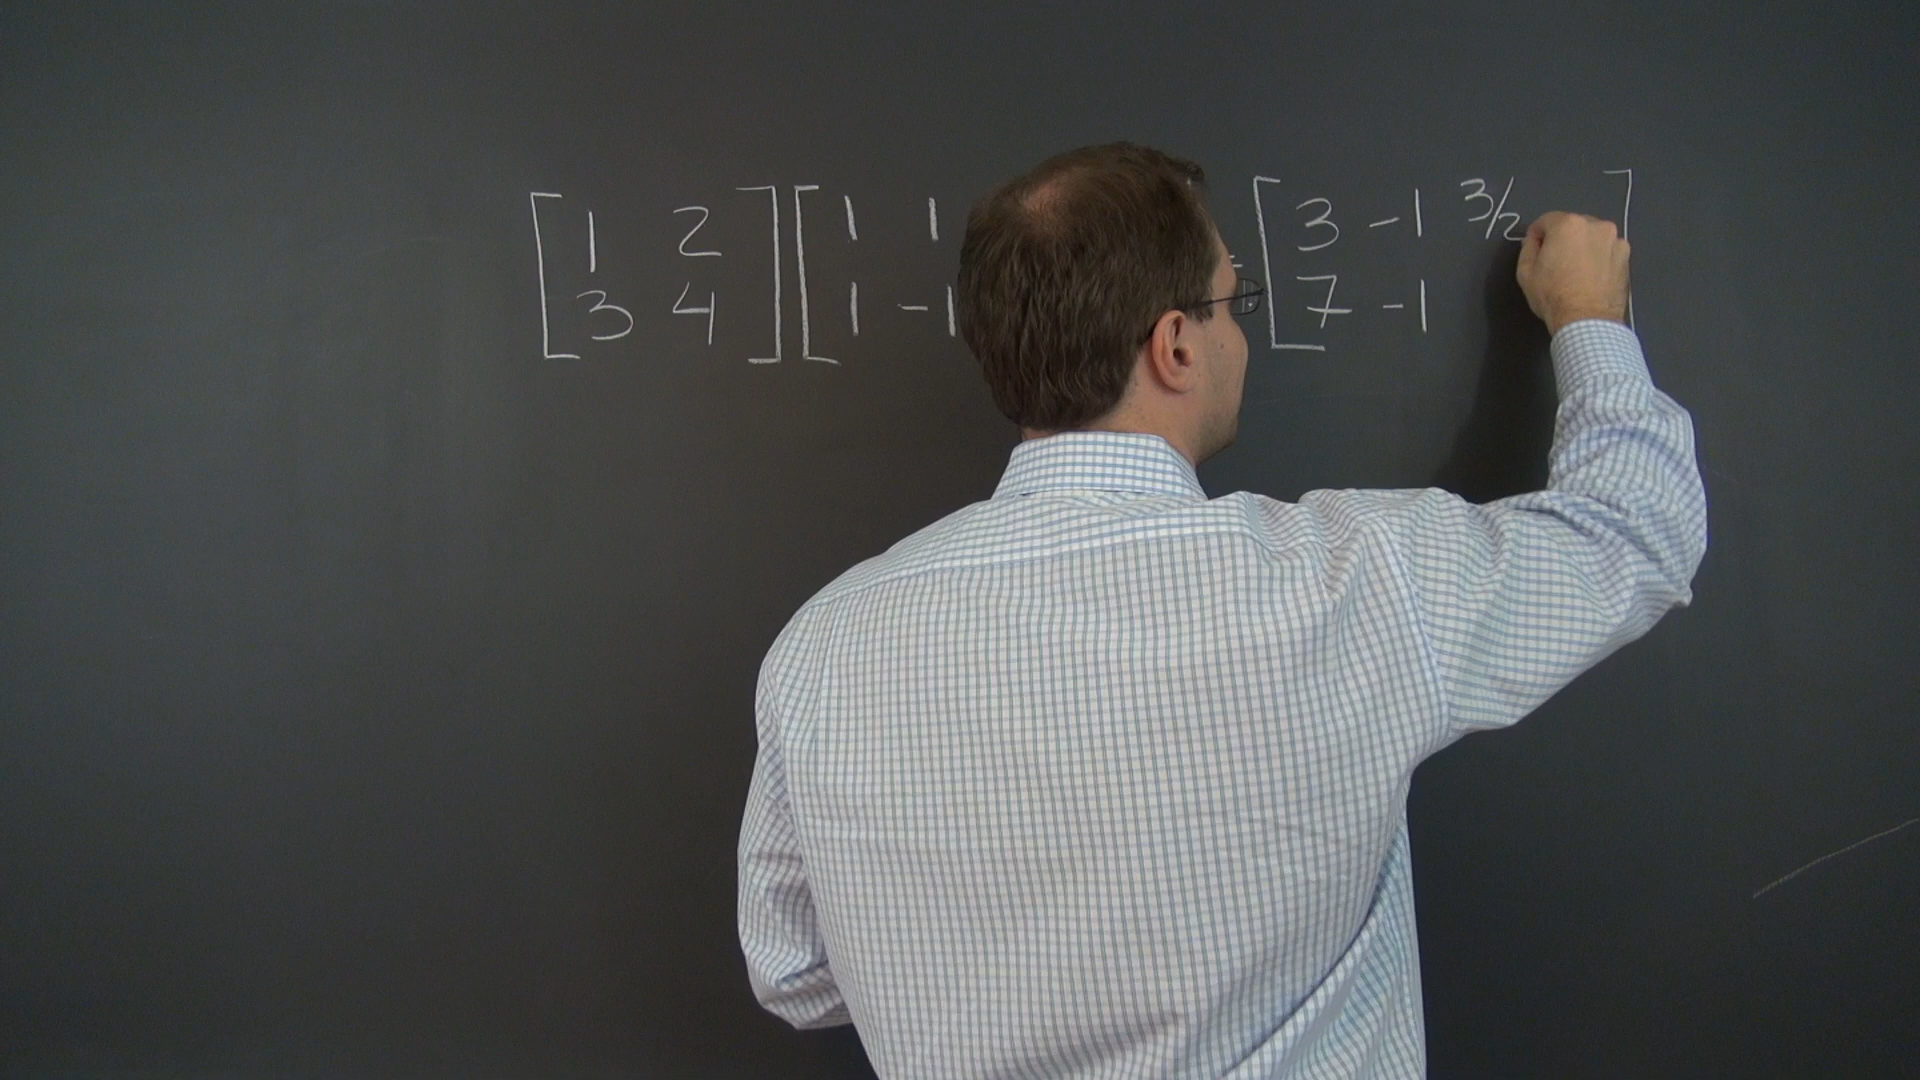 [1 2] [1 1 = [3 -1 3/2 ]
[3 4] [1 -1 [7 -1 ]